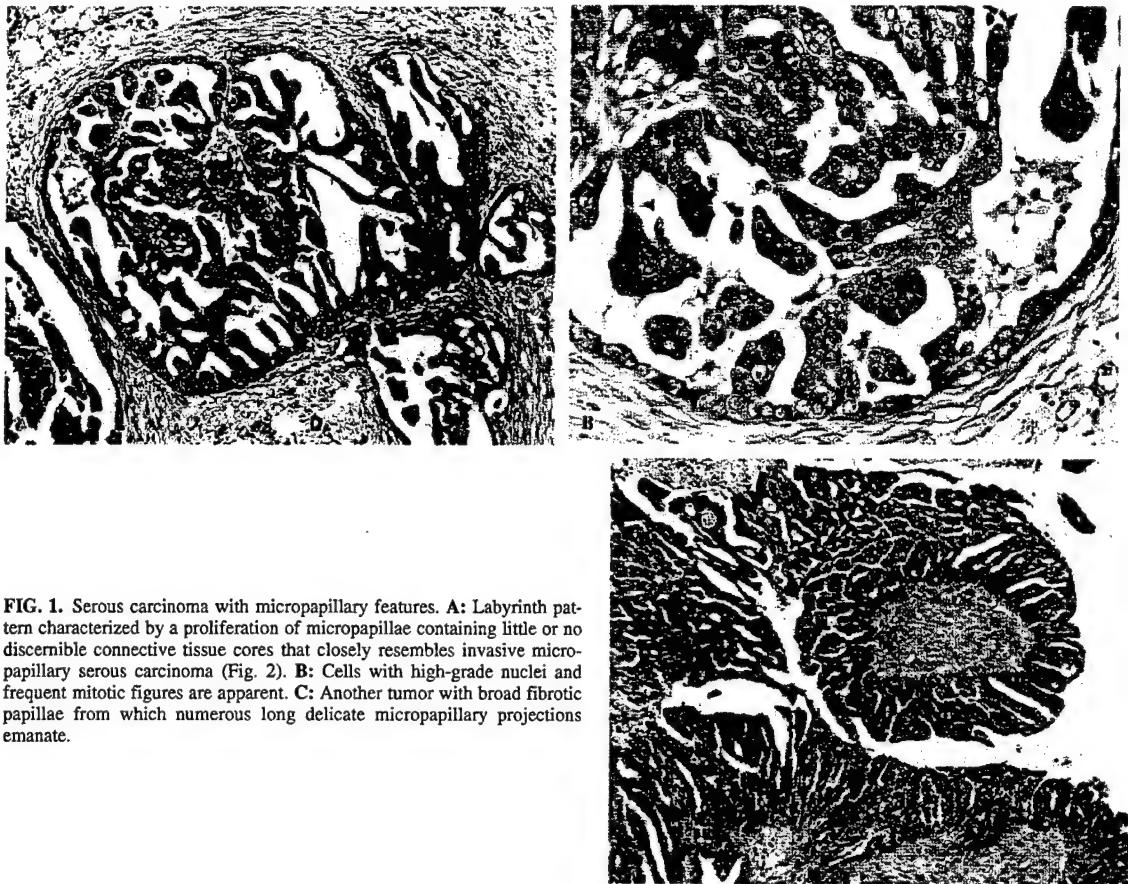 B
FIG. 1. Serous carcinoma with micropapillary features. A: Labyrinth pat-
tern characterized by a proliferation of micropapillae containing little or no
discernible connective tissue cores that closely resembles invasive micro-
papillary serous carcinoma (Fig. 2). B: Cells with high-grade nuclei and
frequent mitotic figures are apparent. C: Another tumor with broad fibrotic
papillae from which numerous long delicate micropapillary projections
emanate.